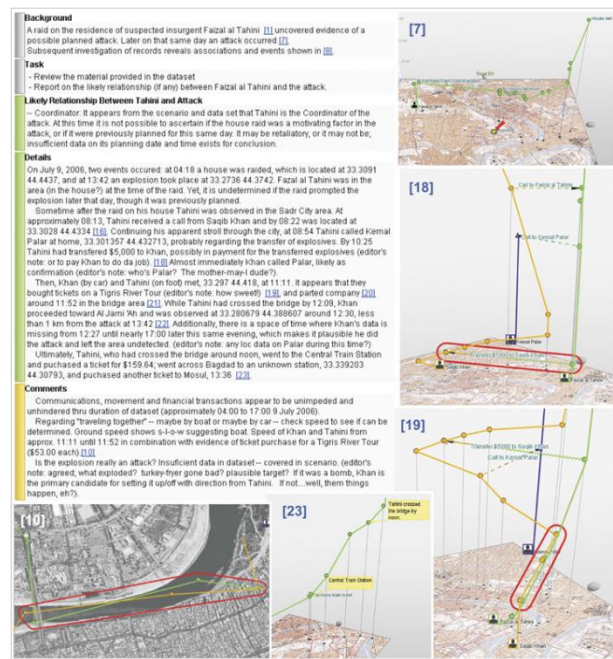 Background
A raid on the residence of suspected insurgent Faizal al Tahini [1] uncovered evidence of a
possible planned attack. Later on that same day an attack occurred [7].
Subsequent investigation of records reveals associations and events shown in [8].
Task
- Review the material provided in the dataset
- Report on the likely relationship (if any) between Faizal al Tahini and the attack.
Likely Relationship Between Tahini and Attack
-- Coordinator: It appears from the scenario and data set that Tahini is the Coordinator of the
attack. At this time it is not possible to ascertain if the house raid was a motivating factor in the
attack, or if it were previously planned for this same day. It may be retaliatory, or it may not be;
insufficient data on its planning date and time exists for conclusion.
Details
On July 9, 2006, two events occured: at 04:18 a house was raided, which is located at 33.3091
44.4437, and at 13:42 an explosion took place at 33.2736 44.3742. Fazal al Tahini was in the
area (in the house?) at the time of the raid. Yet, it is undetermined if the raid prompted the
explosion later that day, though it was previously planned.
Sometime after the raid on his house Tahini was observed in the Sadr City area. At
approximately 08:13, Tahini received a call from Saqib Khan and by 08:22 was located at
33.3028 44.4334 [16]. Continuing his apparent stroll through the city, at 08:54 Tahini called Kemal
Palar at home, 33.301357 44.432713, probably regarding the transfer of explosives. By 10:25
Tahini had transfered $5,000 to Khan, possibly in payment for the transferred explosives (editor's
note: or to pay Khan to do da job). [18] Almost immediately Khan called Palar, likely as
confirmation (editor's note: who's Palar? The mother-may-I dude?).
Then, Khan (by car) and Tahini (on foot) met, 33.297 44.418, at 11:11. It appears that they
bought tickets on a Tigris River Tour (editor's note: how sweet!) [19], and parted company [20]
around 11:52 in the bridge area [21]. While Tahini had crossed the bridge by 12:09, Khan
proceeded toward Al Jami 'Ah and was observed at 33.280679 44.388607 around 12:30, less
than 1 km from the attack at 13:42 [22]. Additionally, there is a space of time where Khan's data is
missing from 12:27 until nearly 17:00 later this same evening, which makes it plausible he did the
attack and left the area undetected. (editor's note: any loc data on Palar during this time?)
Ultimately, Tahini, who had crossed the bridge around noon, went to the Central Train Station
and puchased a ticket for $159.64; went across Bagdad to an unknown station, 33.339203
44.30793, and puchased another ticket to Mosul, 13:36 [23].
Comments
Communications, movement and financial transactions appear to be unimpeded and
unhindered thru duration of dataset (approximately 04:00 to 17:00 9 July 2006).
Regarding "traveling together" -- maybe by boat or maybe by car -- check speed to see if can be
determined. Ground speed shows s-l-o-w suggesting boat. Speed of Khan and Tahini from
approx. 11:11 until 11:52 in combination with evidence of ticket purchase for a Tigris River Tour
($53.00 each).[10]
Is the explosion really an attack? Insuficient data in dataset -- covered in scenario. (editor's
note: agreed; what exploded? turkey-fryer gone bad? plausible target? If it was a bomb, Khan is
the primary candidate for setting it up/off with direction from Tahini. If not....well, them things
happen, eh?).
[7]
North
[18]
Call to Faizal al Tahini
Call to Kemal Palar
Transfer $5000 to Saqib Khan
[19]
Transfer $5000 to Saqib Khan
Call to Kemal Palar
Saqib Khan
[10]
[23]
Tahini crossed
the bridge by
noon.
Central Train Station